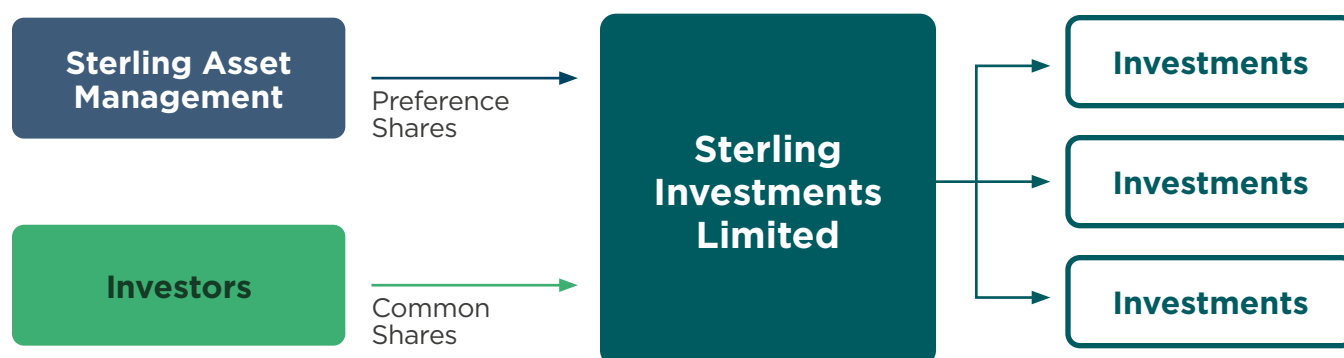 Sterling Asset
Management
Preference
Shares
Investors
Common
Shares
Sterling
Investments
Limited
Investments
Investments
Investments